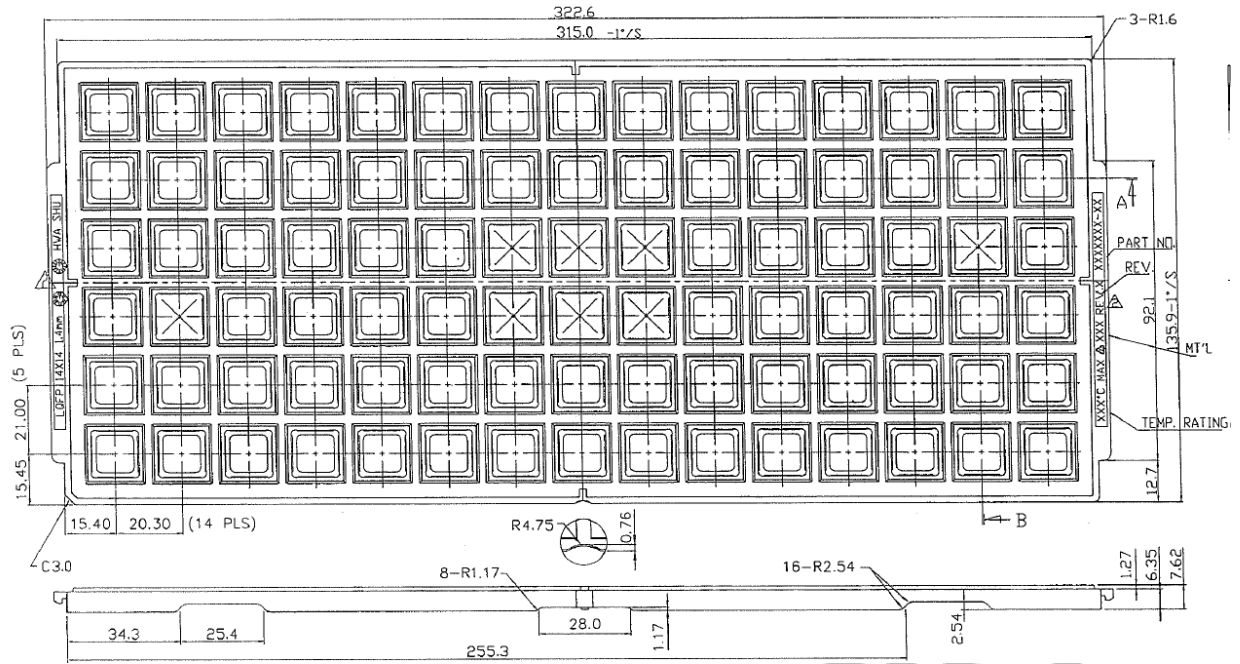 322.6
315.0 -1°/S
3-R1.6
HWA SHU
LQFP 14X14 1.4mm
A
XXXXXX-XX
PART NO.
REV.
REV.X
XXX
MT'L
XXX°C MAX
TEMP. RATING
92.1
135.9-1°/S
12.7
21.00 (5 PLS)
15.45
15.40
20.30 (14 PLS)
C3.0
R4.75
0.76
B
8-R1.17
16-R2.54
1.27
6.35
7.62
34.3
25.4
28.0
1.17
2.54
255.3